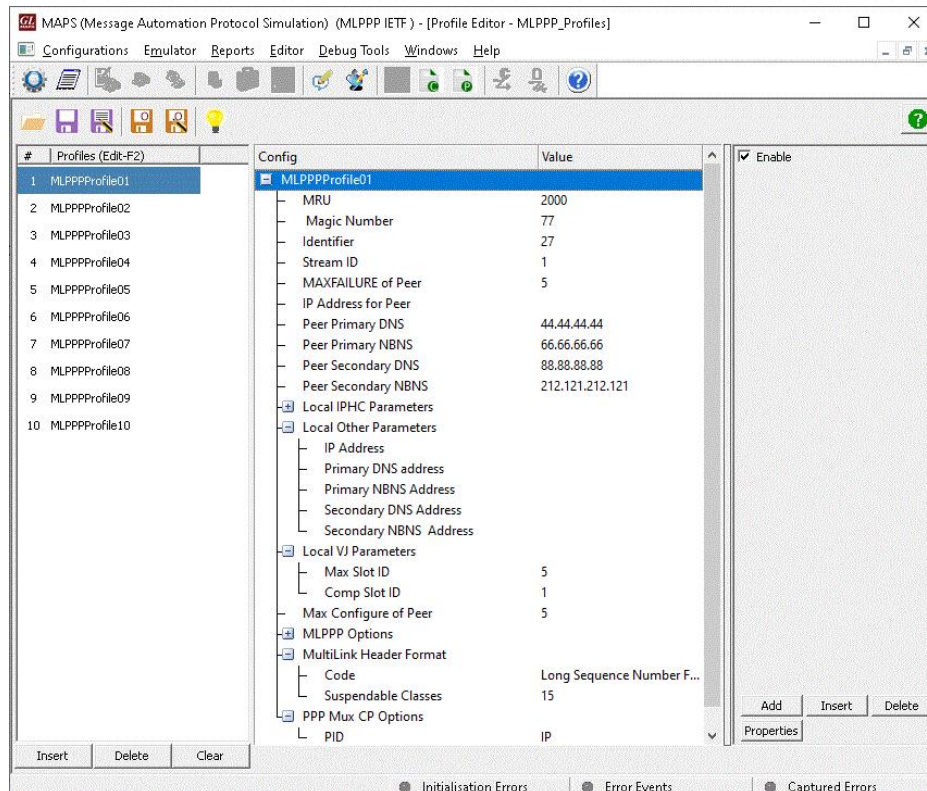 GL MAPS (Message Automation Protocol Simulation) (MLPPP IETF ) - [Profile Editor - MLPPP_Profiles]
Configurations Emulator Reports Editor Debug Tools Windows Help
# Profiles (Edit-F2) Config Value Enable
1 MLPPPProfile01 MLPPPProfile01
MRU 2000
2 MLPPPProfile02 Magic Number 77
3 MLPPPProfile03 Identifier 27
4 MLPPPProfile04 Stream ID 1
5 MLPPPProfile05 MAXFAILURE of Peer 5
IP Address for Peer
6 MLPPPProfile06 Peer Primary DNS 44.44.44.44
7 MLPPPProfile07 Peer Primary NBNS 66.66.66.66
8 MLPPPProfile08 Peer Secondary DNS 88.88.88.88
9 MLPPPProfile09 Peer Secondary NBNS 212.121.212.121
Local IPHC Parameters
10 MLPPPProfile10 Local Other Parameters
IP Address
Primary DNS address
Primary NBNS Address
Secondary DNS Address
Secondary NBNS Address
Local VJ Parameters
Max Slot ID 5
Comp Slot ID 1
Max Configure of Peer 5
MLPPP Options
MultiLink Header Format
Code Long Sequence Number F...
Suspendable Classes 15
Add Insert Delete
PPP Mux CP Options
PID IP Properties
Insert Delete Clear
Initialisation Errors Error Events Captured Errors